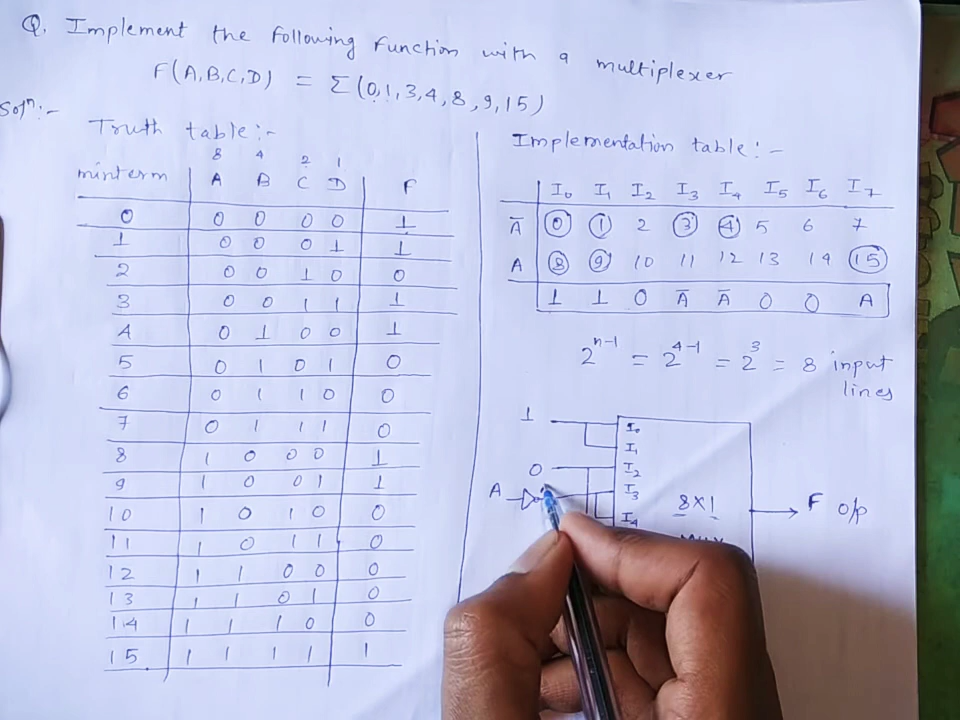 Q. Implement the following function with a multiplexer
F(A,B,C,D) = Σ(0,1,3,4,8,9,15)
Solⁿ:-
Truth table:-
8 4 2 1
minterm A B C D F
0 0 0 0 0 1
1 0 0 0 1 1
2 0 0 1 0 0
3 0 0 1 1 1
4 0 1 0 0 1
5 0 1 0 1 0
6 0 1 1 0 0
7 0 1 1 1 0
8 1 0 0 0 1
9 1 0 0 1 1
10 1 0 1 0 0
11 1 0 1 1 0
12 1 1 0 0 0
13 1 1 0 1 0
14 1 1 1 0 0
15 1 1 1 1 1
Implementation table:-
I₀ I₁ I₂ I₃ I₄ I₅ I₆ I₇
Ā 0 1 2 3 4 5 6 7
A 8 9 10 11 12 13 14 15
1 1 0 Ā Ā 0 0 A
2ⁿ⁻¹ = 2⁴⁻¹ = 2³ = 8 input
lines
1 I₀
I₁
0 I₂
A I₃
I₄
8X1
F o/p